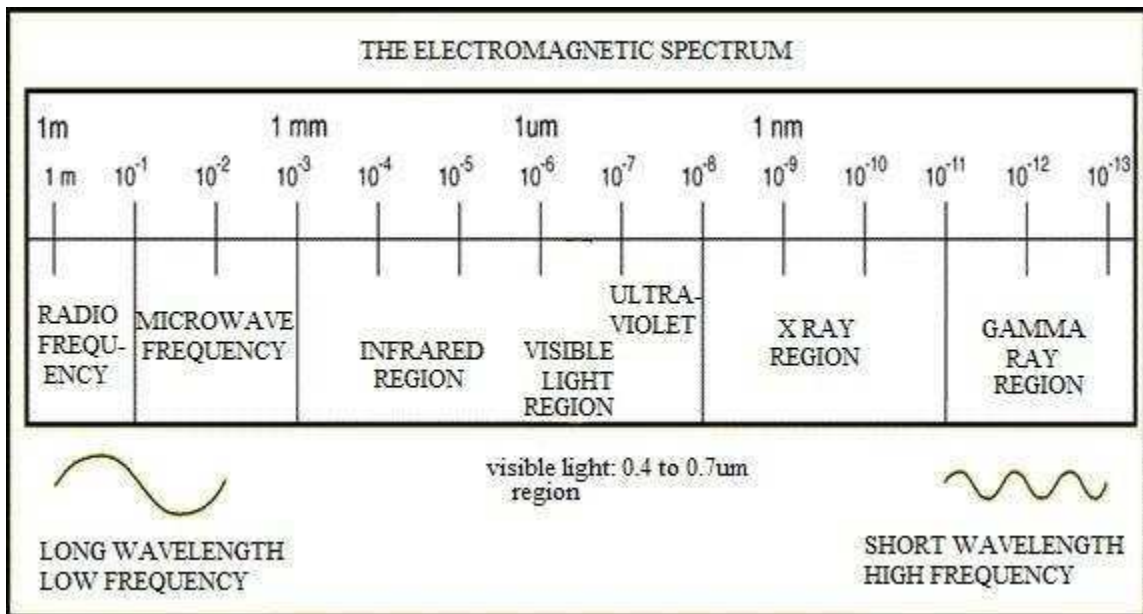 THE ELECTROMAGNETIC SPECTRUM
1m 1 mm 1um 1 nm
1 m 10-1 10-2 10-3 10-4 10-5 10-6 10-7 10-8 10-9 10-10 10-11 10-12 10-13
RADIO
FREQU-
ENCY
MICROWAVE
FREQUENCY
INFRARED
REGION
VISIBLE
LIGHT
REGION
ULTRA-
VIOLET
X RAY
REGION
GAMMA
RAY
REGION
visible light: 0.4 to 0.7um
region
LONG WAVELENGTH
LOW FREQUENCY
SHORT WAVELENGTH
HIGH FREQUENCY